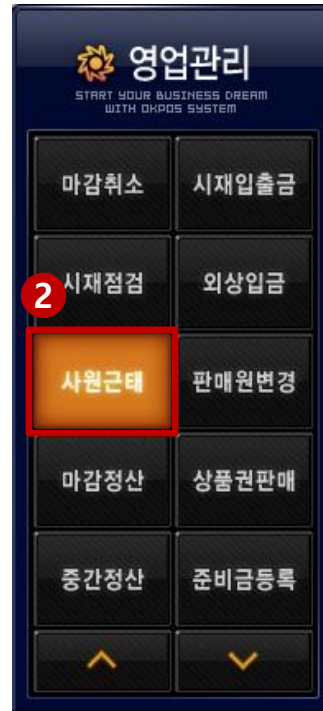 영업관리
START YOUR BUSINESS DREAM
WITH OKPOS SYSTEM
마감취소 시재입출금
2
시재점검 외상입금
사원근태 판매원변경
마감정산 상품권판매
중간정산 준비금등록